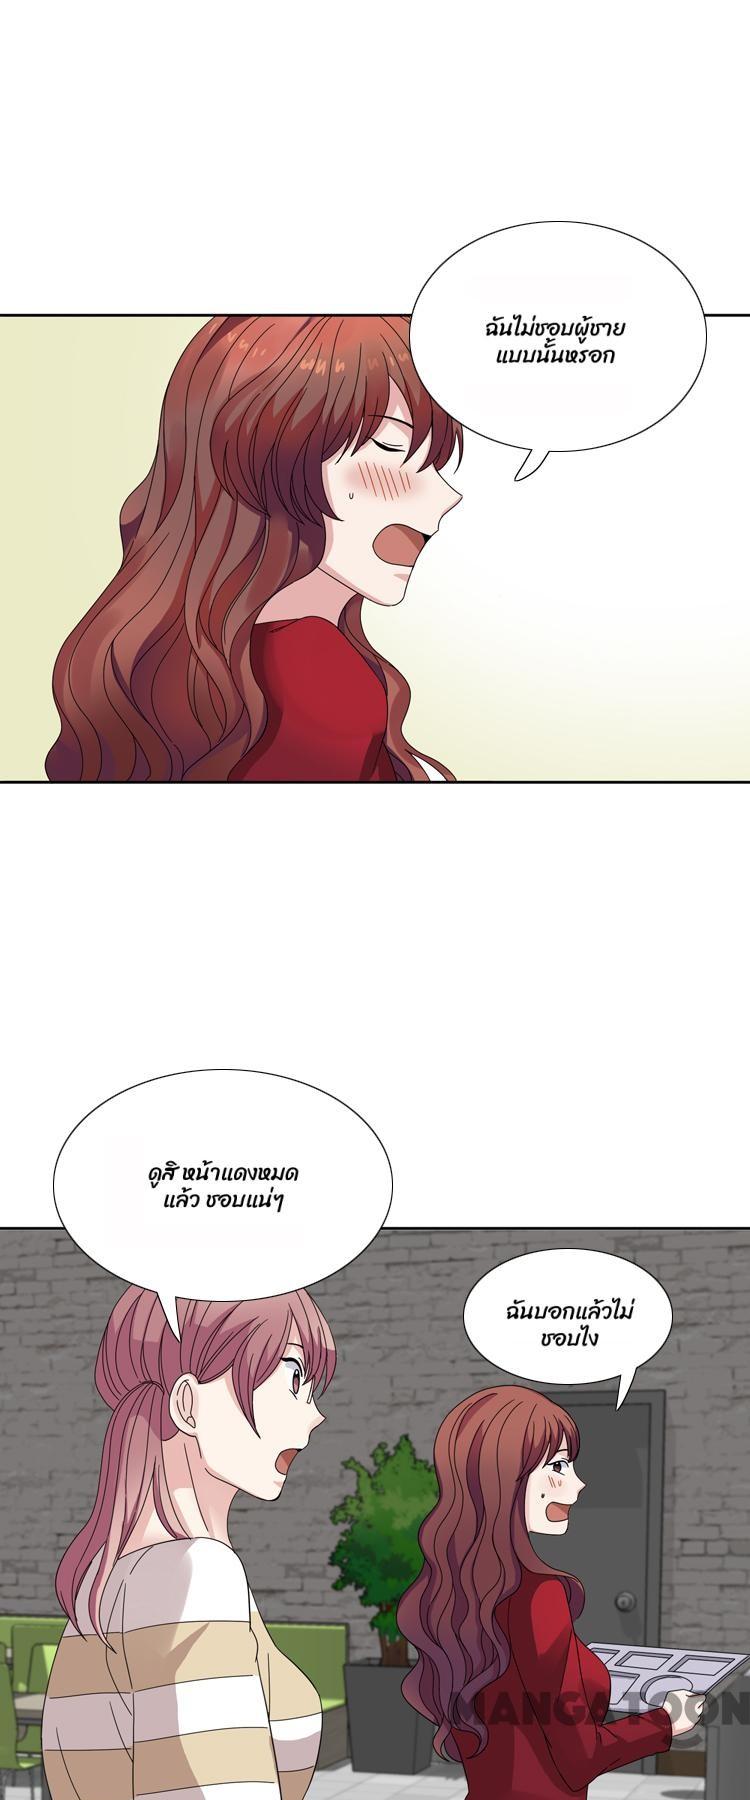 ฉันไม่ชอบผู้ชาย
แบบนั้นหรอก
ดูสิ หน้าแดงหมด
แล้ว ชอบแน่ๆ
ฉันบอกแล้วไม่
ชอบไง
MANGATOON